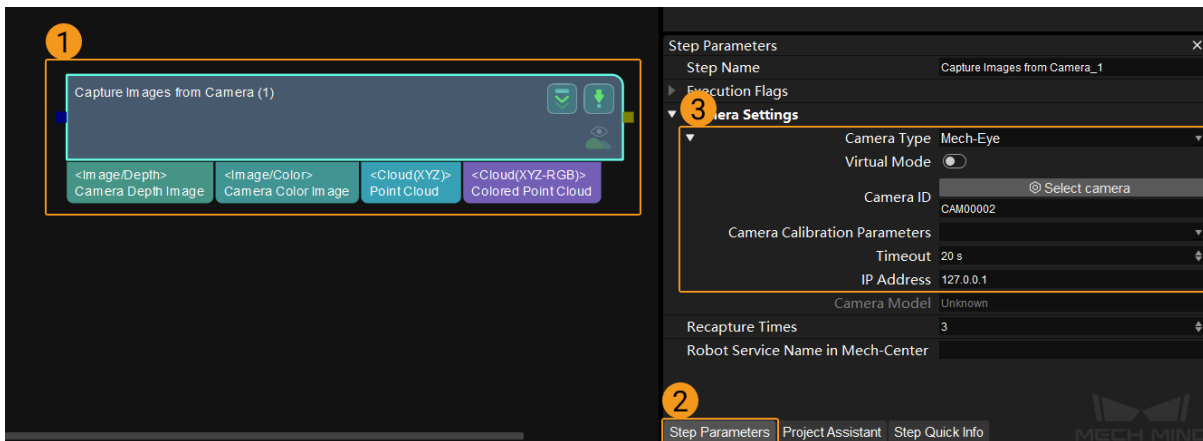 1
Capture Images from Camera (1)
<Image/Depth>
Camera Depth Image
<Image/Color>
Camera Color Image
<Cloud(XYZ)>
Point Cloud
<Cloud(XYZ-RGB)>
Colored Point Cloud
Step Parameters
Step Name Capture Images from Camera_1
Execution Flags
3
era Settings
Camera Type Mech-Eye
Virtual Mode
Camera ID
Select camera
CAM00002
Camera Calibration Parameters
Timeout 20 s
IP Address 127.0.0.1
Camera Model Unknown
Recapture Times 3
Robot Service Name in Mech-Center
2
Step Parameters Project Assistant Step Quick Info
MECH MIND